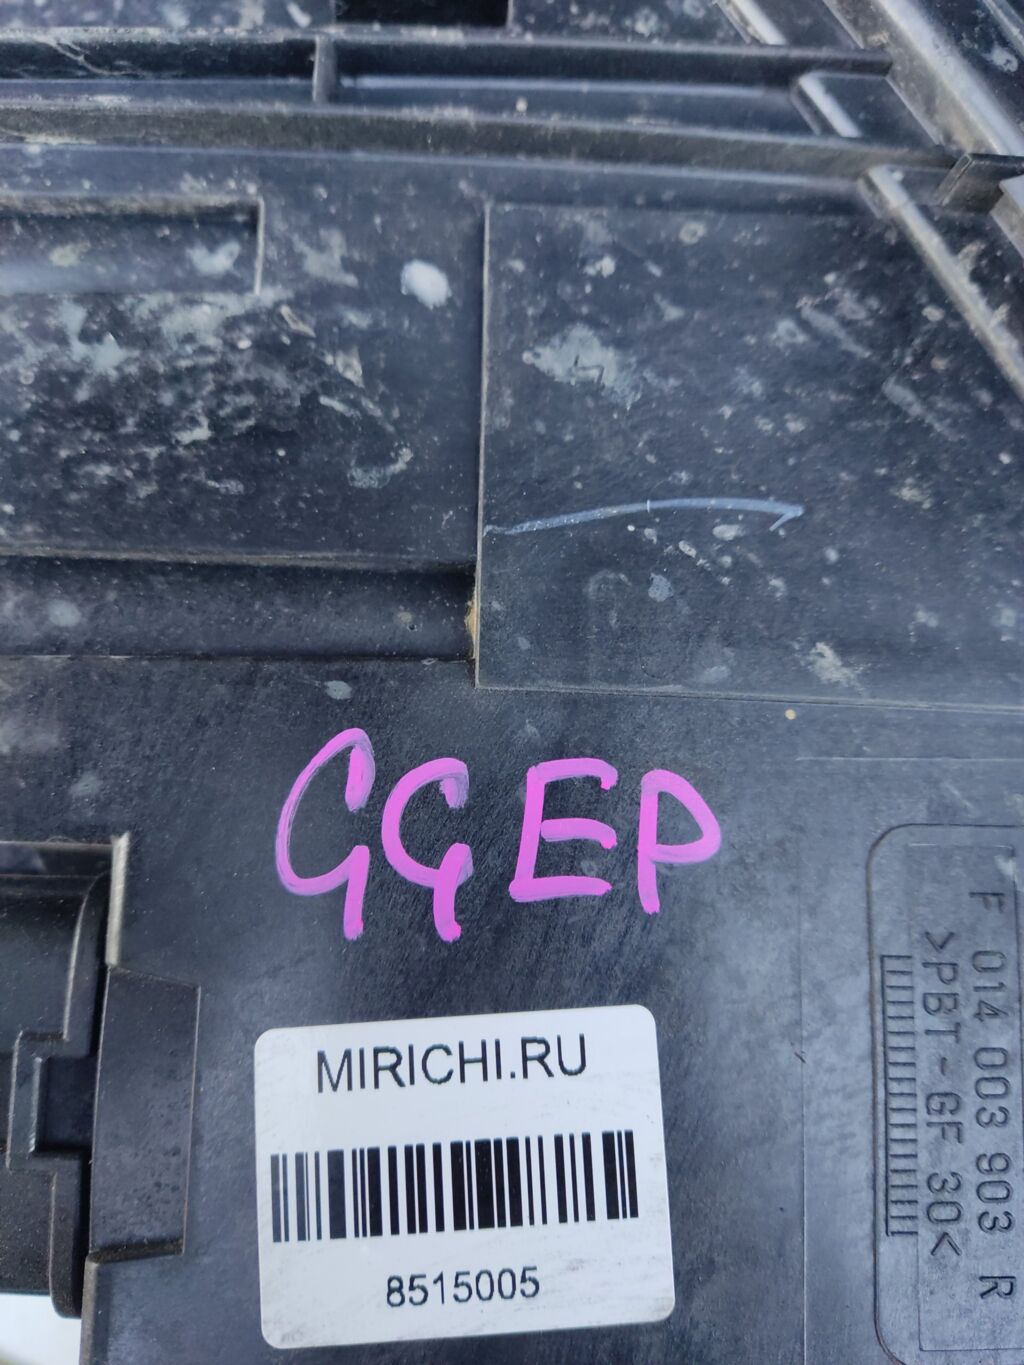 GGEP
MIRICHI.RU
8515005
F 014 003 903 R
>PBT-GF 30<